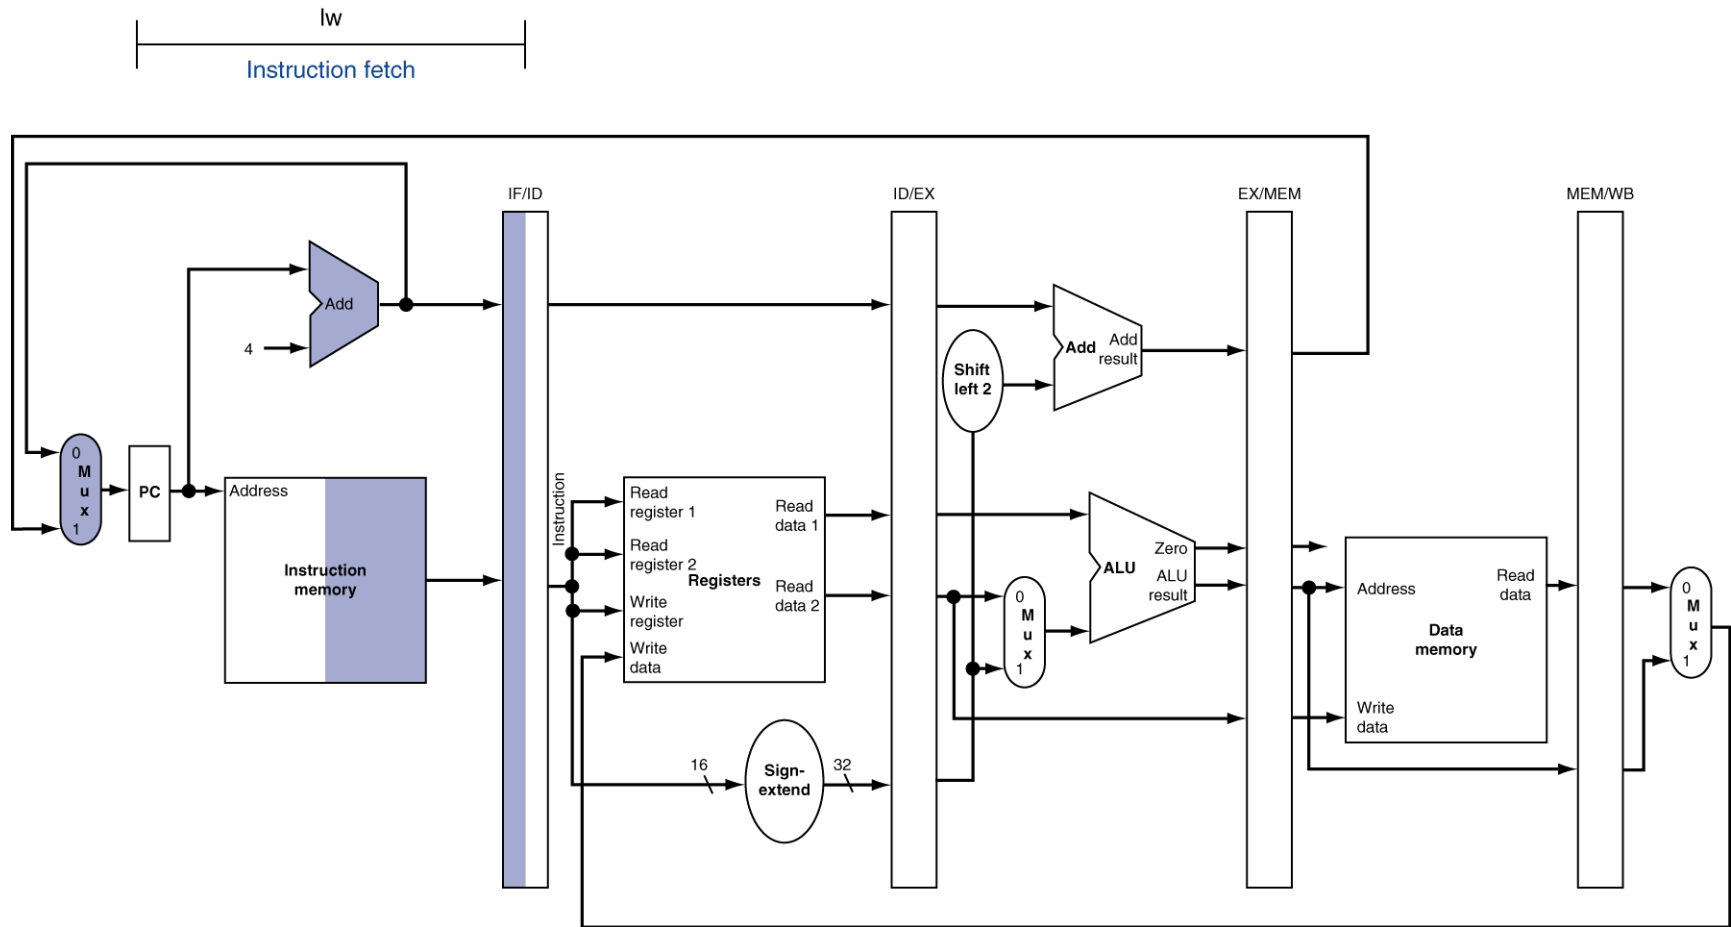 lw
Instruction fetch
IF/ID
ID/EX
EX/MEM
MEM/WB
Add
4
Add
Add
result
Shift
left 2
0
M
u
x
1
PC
Address
Instruction
memory
Instruction
Read
register 1
Read
register 2
Write
register
Write
data
Registers
Read
data 1
Read
data 2
16
Sign-
extend
32
0
M
u
x
1
ALU
Zero
ALU
result
Address
Read
data
Data
memory
Write
data
0
M
u
x
1